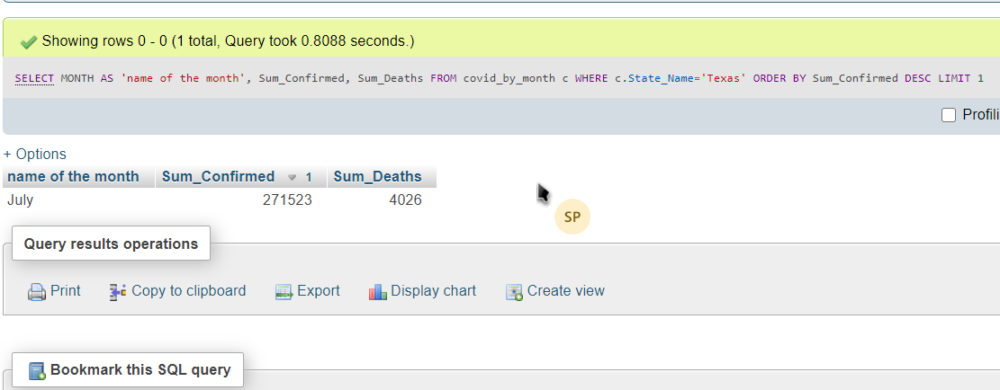 Showing rows 0 - 0 (1 total, Query took 0.8088 seconds.)
SELECT MONTH AS 'name of the month', Sum_Confirmed, Sum_Deaths FROM covid_by_month c WHERE c.State_Name='Texas' ORDER BY Sum_Confirmed DESC LIMIT 1
Profili
+ Options
name of the month Sum_Confirmed 1 Sum_Deaths
July 271523 4026
SP
Query results operations
Print Copy to clipboard Export Display chart Create view
Bookmark this SQL query